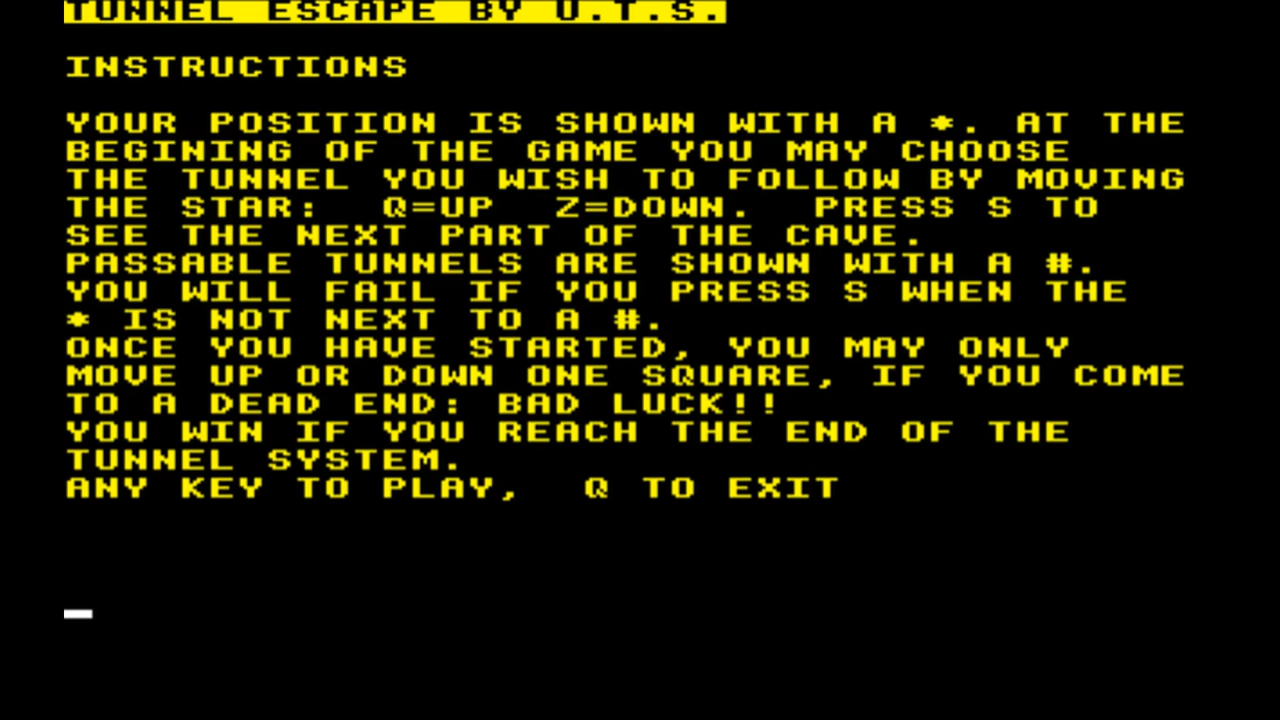 TUNNEL ESCAPE BY U.T.S.
INSTRUCTIONS
YOUR POSITION IS SHOWN WITH A *. AT THE
BEGINING OF THE GAME YOU MAY CHOOSE
THE TUNNEL YOU WISH TO FOLLOW BY MOVING
THE STAR:  Q=UP  Z=DOWN.  PRESS S TO
SEE THE NEXT PART OF THE CAVE.
PASSABLE TUNNELS ARE SHOWN WITH A #.
YOU WILL FAIL IF YOU PRESS S WHEN THE
* IS NOT NEXT TO A #.
ONCE YOU HAVE STARTED, YOU MAY ONLY
MOVE UP OR DOWN ONE SQUARE, IF YOU COME
TO A DEAD END: BAD LUCK!!
YOU WIN IF YOU REACH THE END OF THE
TUNNEL SYSTEM.
ANY KEY TO PLAY,  Q TO EXIT